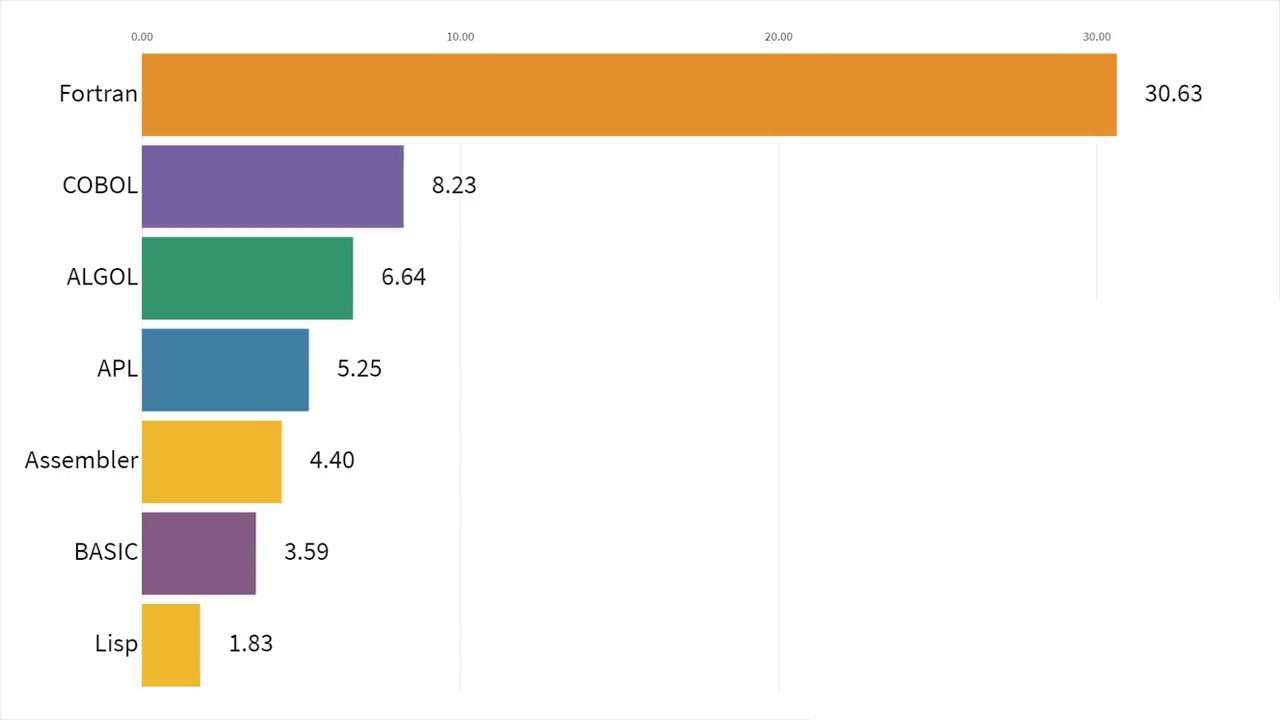 0.00 10.00 20.00 30.00
Fortran 30.63
COBOL 8.23
ALGOL 6.64
APL 5.25
Assembler 4.40
BASIC 3.59
Lisp 1.83